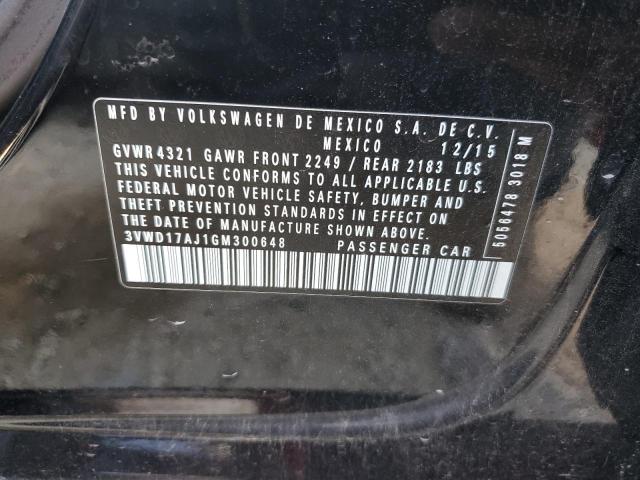 MFD BY VOLKSWAGEN DE MEXICO S.A. DE C.V.
MEXICO 12/15
GVWR 4321 GAWR FRONT 2249 / REAR 2183 LBS
THIS VEHICLE CONFORMS TO ALL APPLICABLE U.S.
FEDERAL MOTOR VEHICLE SAFETY, BUMPER AND
THEFT PREVENTION STANDARDS IN EFFECT ON
THE DATE OF MANUFACTURE SHOWN ABOVE.
3VWD17AJ1GM300648 PASSENGER CAR
5056478 3018 M